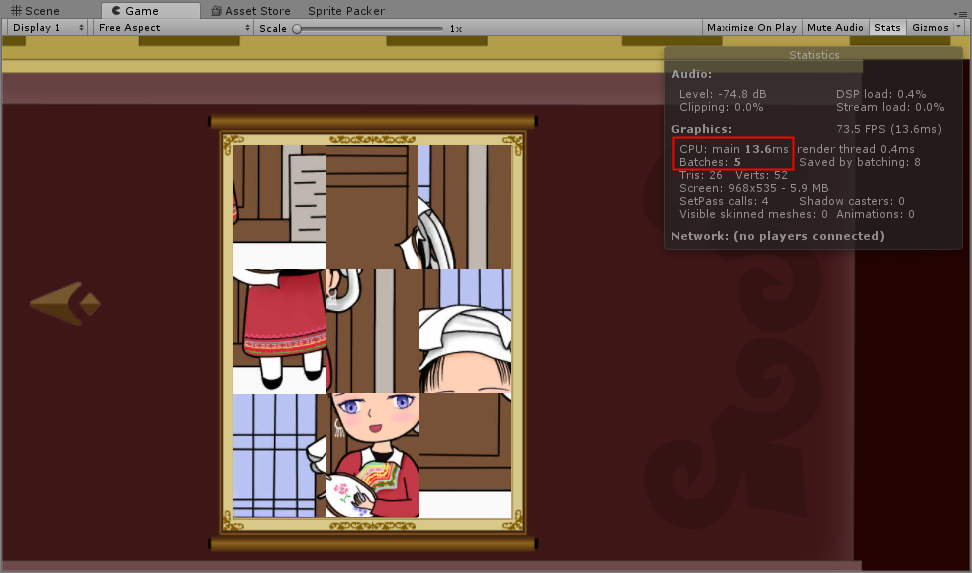 Scene Game Asset Store Sprite Packer
Display 1 Free Aspect Scale 1x Maximize On Play Mute Audio Stats Gizmos
Statistics
Audio:
Level: -74.8 dB DSP load: 0.4%
Clipping: 0.0% Stream load: 0.0%
Graphics: 73.5 FPS (13.6ms)
CPU: main 13.6ms render thread 0.4ms
Batches: 5 Saved by batching: 8
Tris: 26 Verts: 52
Screen: 968x535 - 5.9 MB
SetPass calls: 4 Shadow casters: 0
Visible skinned meshes: 0 Animations: 0
Network: (no players connected)